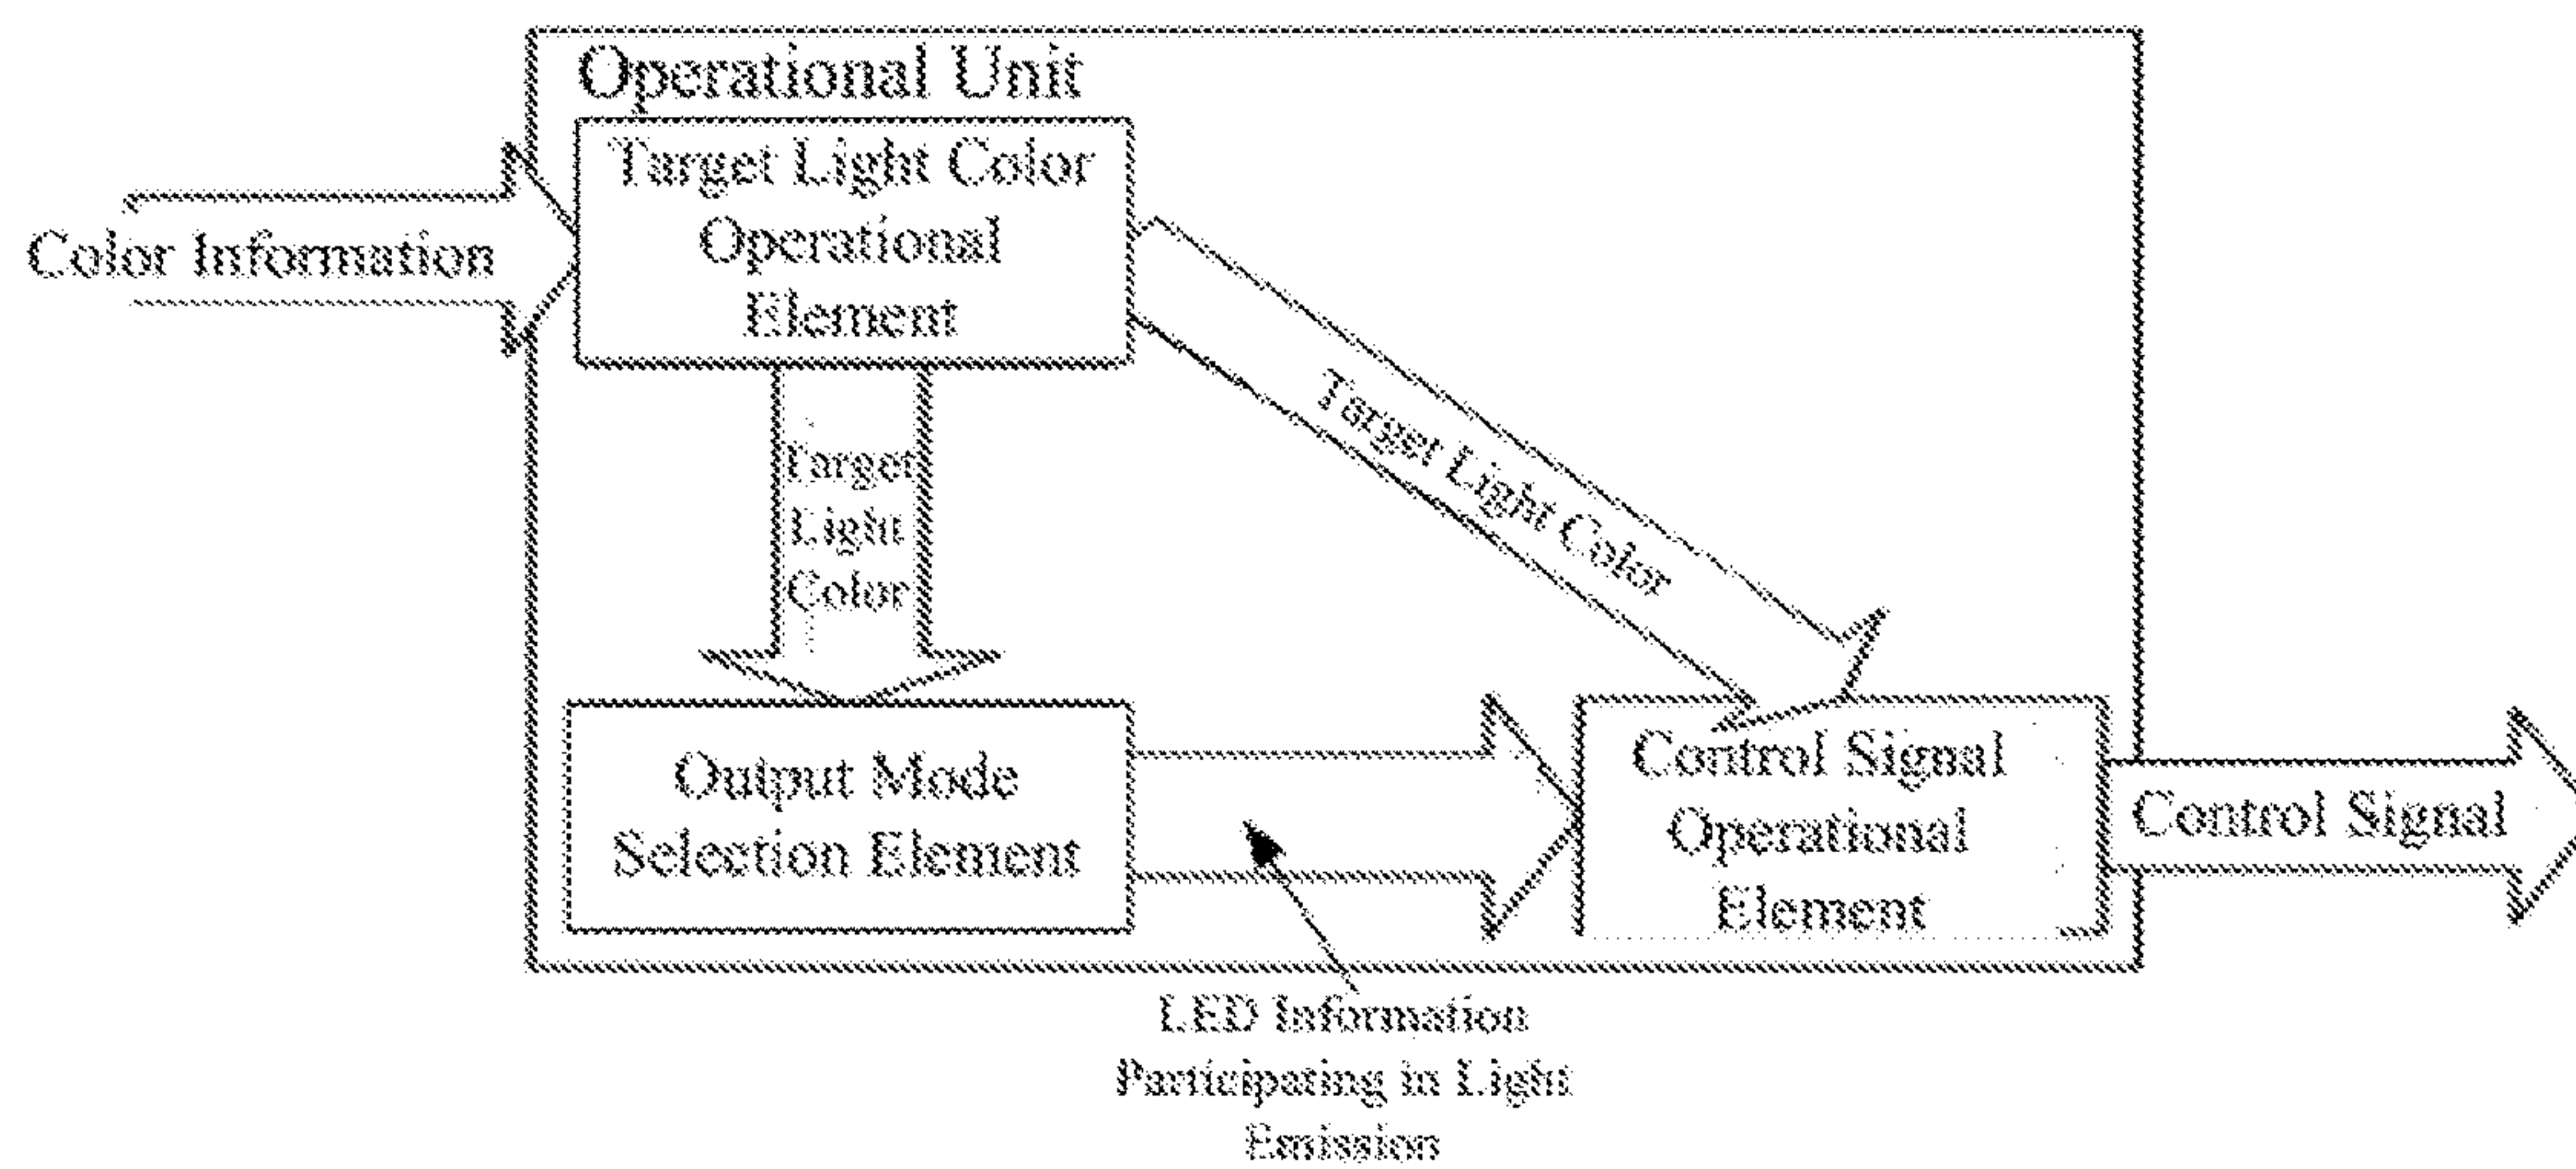 Operational Unit
Target Light Color
Operational
Element
Color Information
Target
Light
Color
Target Light Color
Output Mode
Selection Element
Control Signal
Operational
Element
Control Signal
LED Information
Participating in Light
Emission